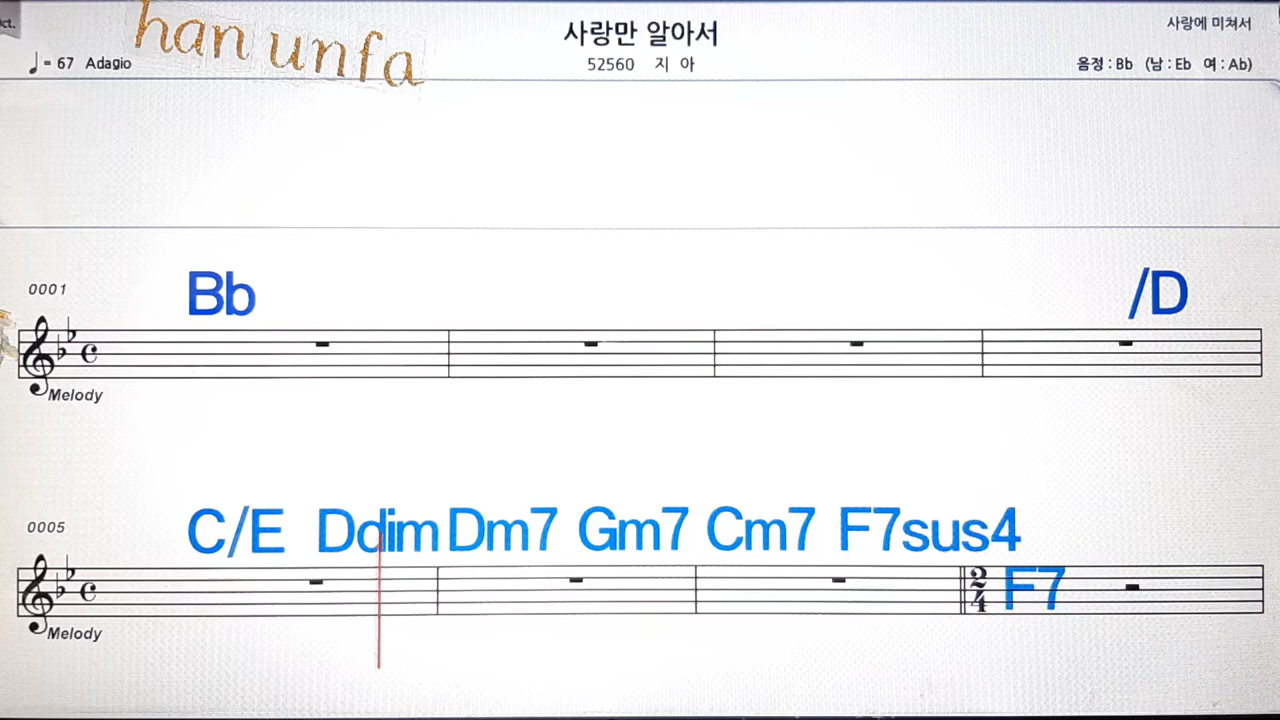 ct.
han unfa
사랑만 알아서
사랑에 미쳐서
♩= 67 Adagio
52560 지 아
음정 : Bb (남 : Eb 여 : Ab)
0001
Bb /D
Melody
0005
C/E Ddim Dm7 Gm7 Cm7 F7sus4
2/4 F7
Melody